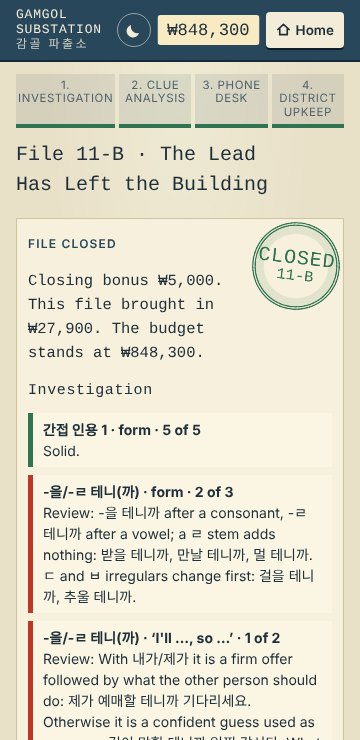 GAMGOL
SUBSTATION
감골 파출소
₩848,300
Home
1.
INVESTIGATION
2. CLUE
ANALYSIS
3. PHONE
DESK
4.
DISTRICT
UPKEEP
File 11-B · The Lead
Has Left the Building
FILE CLOSED
CLOSED
11-B
Closing bonus ₩5,000.
This file brought in
₩27,900. The budget
stands at ₩848,300.
Investigation
간접 인용 1 · form · 5 of 5
Solid.
-을/-ㄹ 테니(까) · form · 2 of 3
Review: -을 테니까 after a consonant, -ㄹ
테니까 after a vowel; a ㄹ stem adds
nothing: 받을 테니까, 만날 테니까, 멀 테니까.
ㄷ and ㅂ irregulars change first: 걸을 테니
까, 추울 테니까.
-을/-ㄹ 테니(까) · ‘I'll …, so …’ · 1 of 2
Review: With 내가/제가 it is a firm offer
followed by what the other person should
do: 제가 예매할 테니까 기다리세요.
Otherwise it is a confident guess used as